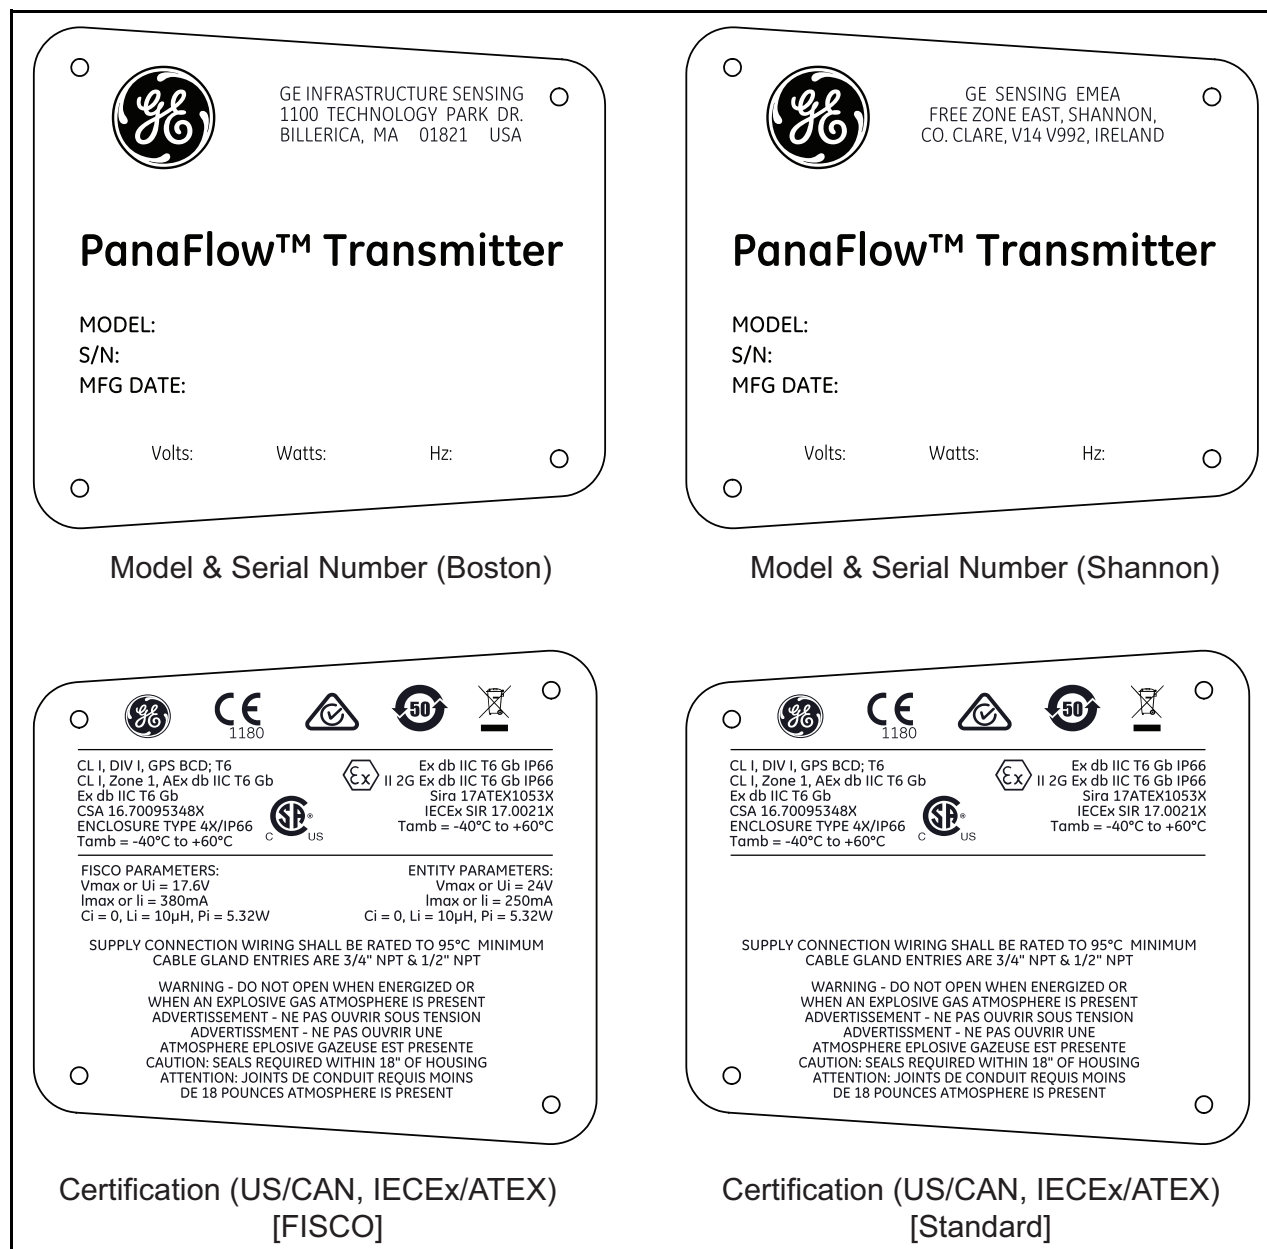 GE
GE INFRASTRUCTURE SENSING
1100 TECHNOLOGY PARK DR.
BILLERICA, MA 01821 USA
PanaFlow™ Transmitter
MODEL:
S/N:
MFG DATE:
Volts: Watts: Hz:
Model & Serial Number (Boston)
GE
GE SENSING EMEA
FREE ZONE EAST, SHANNON,
CO. CLARE, V14 V992, IRELAND
PanaFlow™ Transmitter
MODEL:
S/N:
MFG DATE:
Volts: Watts: Hz:
Model & Serial Number (Shannon)
GE CE 50
1180
CL I, DIV I, GPS BCD; T6
CL I, Zone 1, AEx db IIC T6 Gb
Ex db IIC T6 Gb
CSA 16.70095348X
ENCLOSURE TYPE 4X/IP66
Tamb = -40°C to +60°C
C SA ® US
Ex
Ex db IIC T6 Gb IP66
II 2G Ex db IIC T6 Gb IP66
Sira 17ATEX1053X
IECEx SIR 17.0021X
Tamb = -40°C to +60°C
FISCO PARAMETERS:
Vmax or Ui = 17.6V
Imax or Ii = 380mA
Ci = 0, Li = 10µH, Pi = 5.32W
ENTITY PARAMETERS:
Vmax or Ui = 24V
Imax or Ii = 250mA
Ci = 0, Li = 10µH, Pi = 5.32W
SUPPLY CONNECTION WIRING SHALL BE RATED TO 95°C MINIMUM
CABLE GLAND ENTRIES ARE 3/4" NPT & 1/2" NPT
WARNING - DO NOT OPEN WHEN ENERGIZED OR
WHEN AN EXPLOSIVE GAS ATMOSPHERE IS PRESENT
ADVERTISSEMENT - NE PAS OUVRIR SOUS TENSION
ADVERTISSMENT - NE PAS OUVRIR UNE
ATMOSPHERE EPLOSIVE GAZEUSE EST PRESENTE
CAUTION: SEALS REQUIRED WITHIN 18" OF HOUSING
ATTENTION: JOINTS DE CONDUIT REQUIS MOINS
DE 18 POUNCES ATMOSPHERE IS PRESENT
Certification (US/CAN, IECEx/ATEX)
[FISCO]
GE CE 50
1180
CL I, DIV I, GPS BCD; T6
CL I, Zone 1, AEx db IIC T6 Gb
Ex db IIC T6 Gb
CSA 16.70095348X
ENCLOSURE TYPE 4X/IP66
Tamb = -40°C to +60°C
C SA ® US
Ex
Ex db IIC T6 Gb IP66
II 2G Ex db IIC T6 Gb IP66
Sira 17ATEX1053X
IECEx SIR 17.0021X
Tamb = -40°C to +60°C
SUPPLY CONNECTION WIRING SHALL BE RATED TO 95°C MINIMUM
CABLE GLAND ENTRIES ARE 3/4" NPT & 1/2" NPT
WARNING - DO NOT OPEN WHEN ENERGIZED OR
WHEN AN EXPLOSIVE GAS ATMOSPHERE IS PRESENT
ADVERTISSEMENT - NE PAS OUVRIR SOUS TENSION
ADVERTISSMENT - NE PAS OUVRIR UNE
ATMOSPHERE EPLOSIVE GAZEUSE EST PRESENTE
CAUTION: SEALS REQUIRED WITHIN 18" OF HOUSING
ATTENTION: JOINTS DE CONDUIT REQUIS MOINS
DE 18 POUNCES ATMOSPHERE IS PRESENT
Certification (US/CAN, IECEx/ATEX)
[Standard]